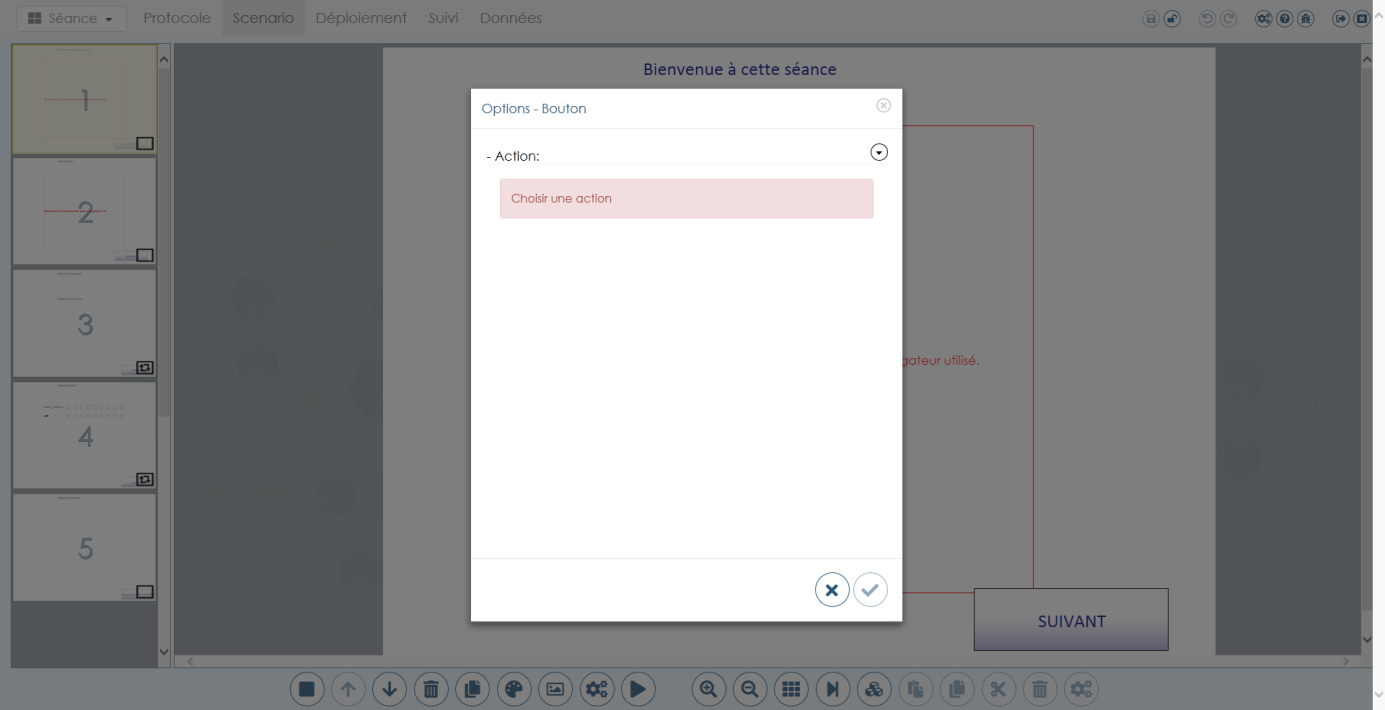 Séance Protocole Scenario Déploiement Suivi Données
Bienvenue à cette séance
Options - Bouton
- Action:
Choisir une action
gateur utilisé.
SUIVANT
1
2
3
4
5